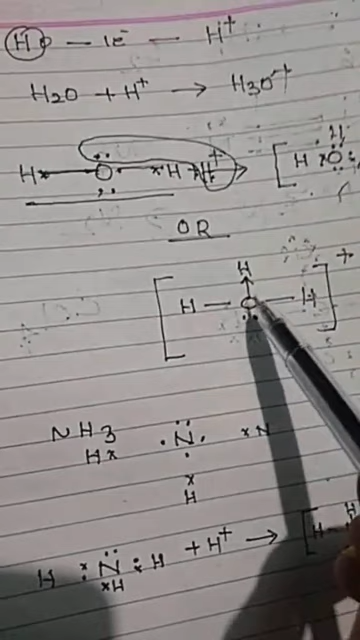 H — 1e⁻ — H⁺
H₂O + H⁺ → H₃O⁺
H × O × H + H⁺ → [ H × O :
H
OR
H
[ H — O — H ]⁺
NH₃ . N . × N
H×
×
H
H × N × H + H⁺ → [ H
×H
H